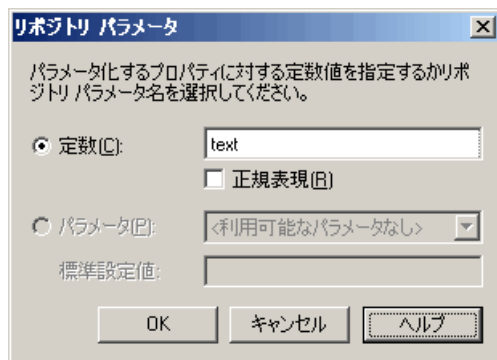 リポジトリ パラメータ
パラメータ化するプロパティに対する定数値を指定するかリポ
ジトリ パラメータ名を選択してください。
定数(C): text
正規表現(R)
パラメータ(P): <利用可能なパラメータなし>
標準設定値:
OK キャンセル ヘルプ